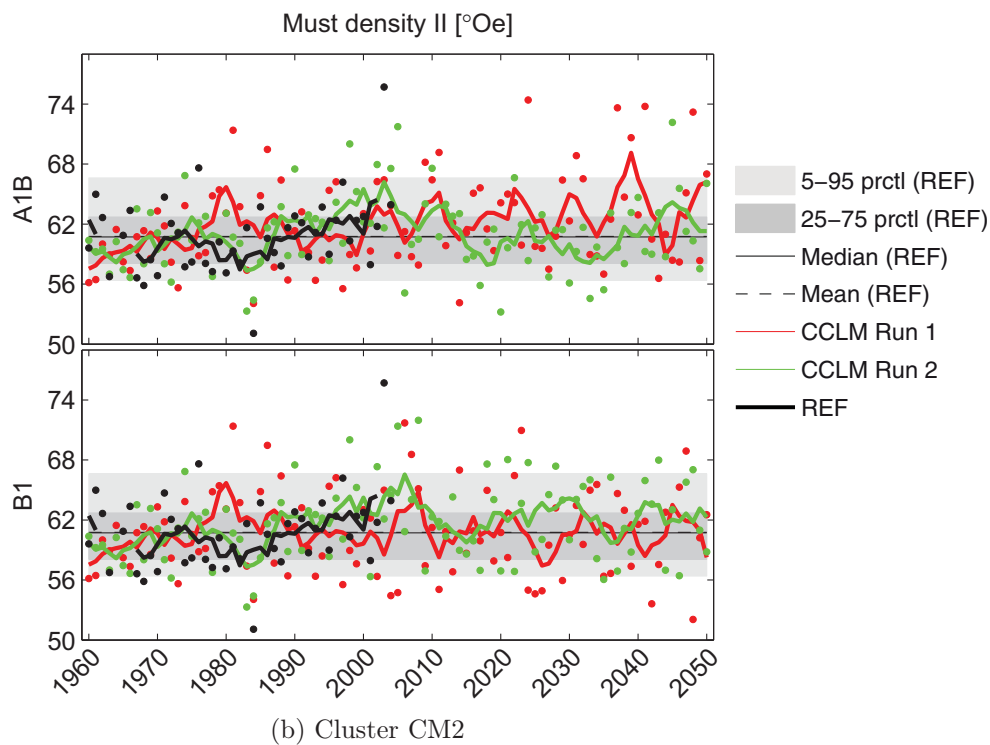 Must density II [°Oe]
A1B
74
68
62
56
50
B1
74
68
62
56
50
1960
1970
1980
1990
2000
2010
2020
2030
2040
2050
5−95 prctl (REF)
25−75 prctl (REF)
Median (REF)
Mean (REF)
CCLM Run 1
CCLM Run 2
REF
(b) Cluster CM2